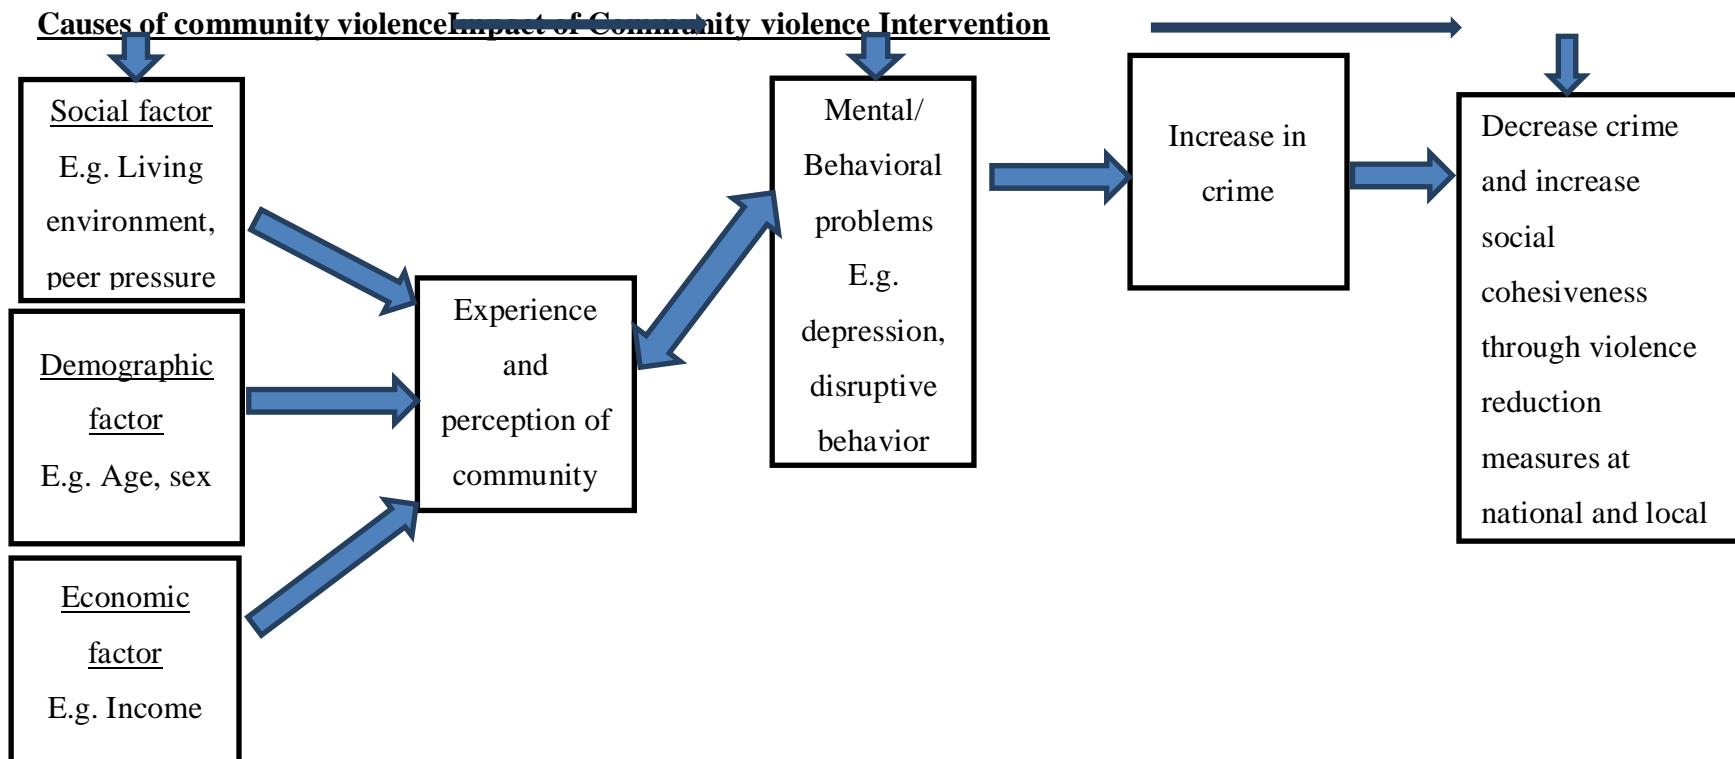 Causes of community violenceImpact of Community violence Intervention
Social factor
E.g. Living
environment,
peer pressure
Demographic
factor
E.g. Age, sex
Economic
factor
E.g. Income
Experience
and
perception of
community
Mental/
Behavioral
problems
E.g.
depression,
disruptive
behavior
Increase in
crime
Decrease crime
and increase
social
cohesiveness
through violence
reduction
measures at
national and local